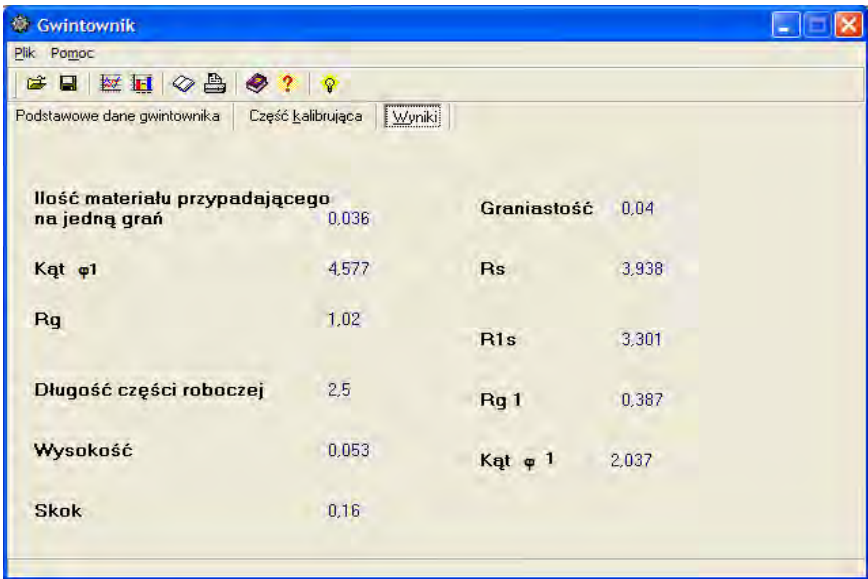 Gwintownik
Plik Pomoc
Podstawowe dane gwintownika Część kalibrująca Wyniki
Ilość materiału przypadającego
na jedną grań 0,036
Graniastość 0,04
Kąt φ1 4,577
Rs 3,938
Rg 1,02
R1s 3,301
Długość części roboczej 2,5
Rg 1 0,387
Wysokość 0,053
Kąt φ 1 2,037
Skok 0,16